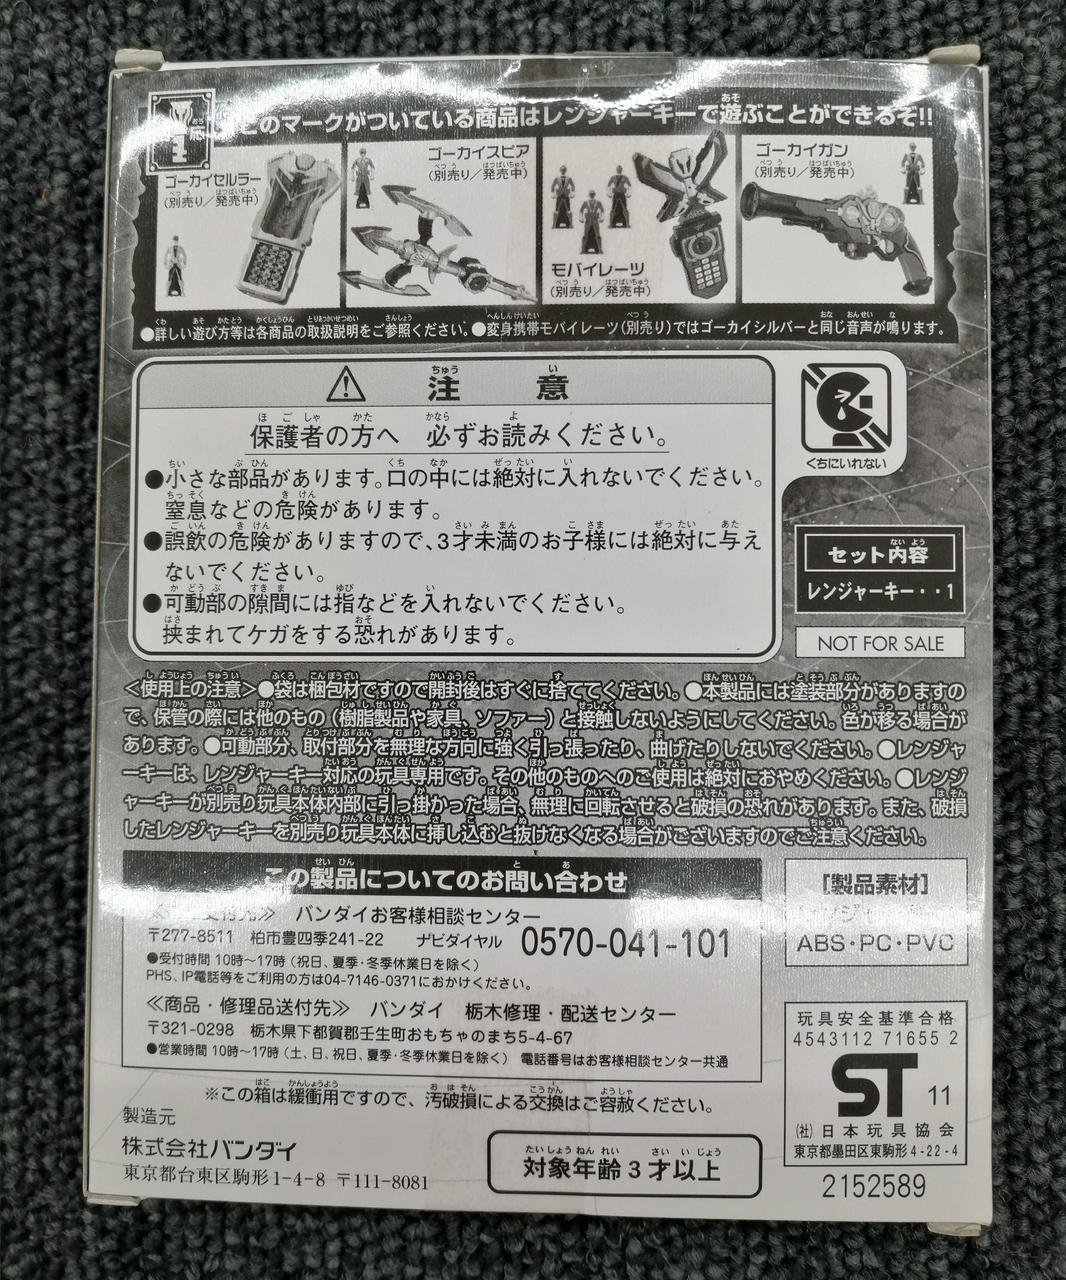 このマークがついている商品はレンジャーキーで遊ぶことができるぞ!!
ゴーカイセルラー
(別売り/発売中)
ゴーカイスピア
(別売り/発売中)
モバイレーツ
(別売り/発売中)
ゴーカイガン
(別売り/発売中)
●詳しい遊び方等は各商品の取扱説明をご参照ください。●変身携帯モバイレーツ(別売り)ではゴーカイシルバーと同じ音声が鳴ります。
注意
保護者の方へ 必ずお読みください。
●小さな部品があります。口の中には絶対に入れないでください。
窒息などの危険があります。
●誤飲の危険がありますので、3才未満のお子様には絶対に与え
ないでください。
●可動部の隙間には指などを入れないでください。
挟まれてケガをする恐れがあります。
くちにいれない
セット内容
レンジャーキー・・1
NOT FOR SALE
<使用上の注意>●袋は梱包材ですので開封後はすぐに捨ててください。●本製品には塗装部分がありますの
で、保管の際には他のもの(樹脂製品や家具、ソファー)と接触しないようにしてください。色が移る場合が
あります。●可動部分、取付部分を無理な方向に強く引っ張ったり、曲げたりしないでください。●レンジャ
ーキーは、レンジャーキー対応の玩具専用です。その他のものへのご使用は絶対におやめください。●レンジ
ャーキーが別売り玩具本体内部に引っ掛かった場合、無理に回転させると破損の恐れがあります。また、破損
したレンジャーキーを別売り玩具本体に挿し込むと抜けなくなる場合がございますのでご注意ください。
この製品についてのお問い合わせ
バンダイお客様相談センター
〒277-8511 柏市豊四季241-22 ナビダイヤル 0570-041-101
●受付時間 10時〜17時(祝日、夏季・冬季休業日を除く)
PHS、IP電話等をご利用の方は04-7146-0371におかけください。
≪商品・修理品送付先≫ バンダイ 栃木修理・配送センター
〒321-0298 栃木県下都賀郡壬生町おもちゃのまち5-4-67
●営業時間 10時〜17時(土、日、祝日、夏季・冬季休業日を除く) 電話番号はお客様相談センター共通
[製品素材]
ABS・PC・PVC
※この箱は緩衝用ですので、汚破損による交換はご容赦ください。
製造元
株式会社バンダイ
東京都台東区駒形1-4-8 〒111-8081
対象年齢3才以上
玩具安全基準合格
4543112 71655 2
ST 11
(社)日本玩具協会
東京都墨田区東駒形4-22-4
2152589